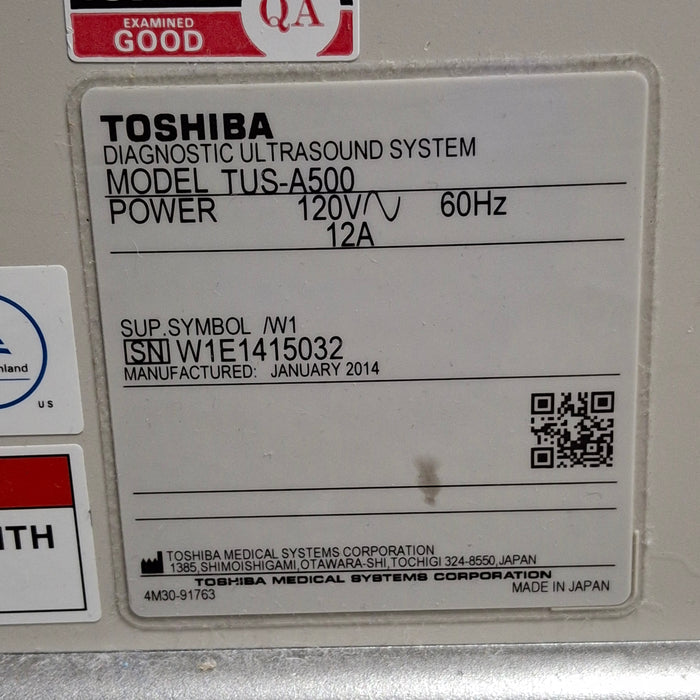 EXAMINED
GOOD
QA
TOSHIBA
DIAGNOSTIC ULTRASOUND SYSTEM
MODEL TUS-A500
POWER 120V 60Hz
12A
SUP.SYMBOL /W1
SN W1E1415032
MANUFACTURED: JANUARY 2014
TOSHIBA MEDICAL SYSTEMS CORPORATION
1385,SHIMOISHIGAMI,OTAWARA-SHI,TOCHIGI 324-8550,JAPAN
TOSHIBA MEDICAL SYSTEMS CORPORATION
4M30-91763 MADE IN JAPAN
US